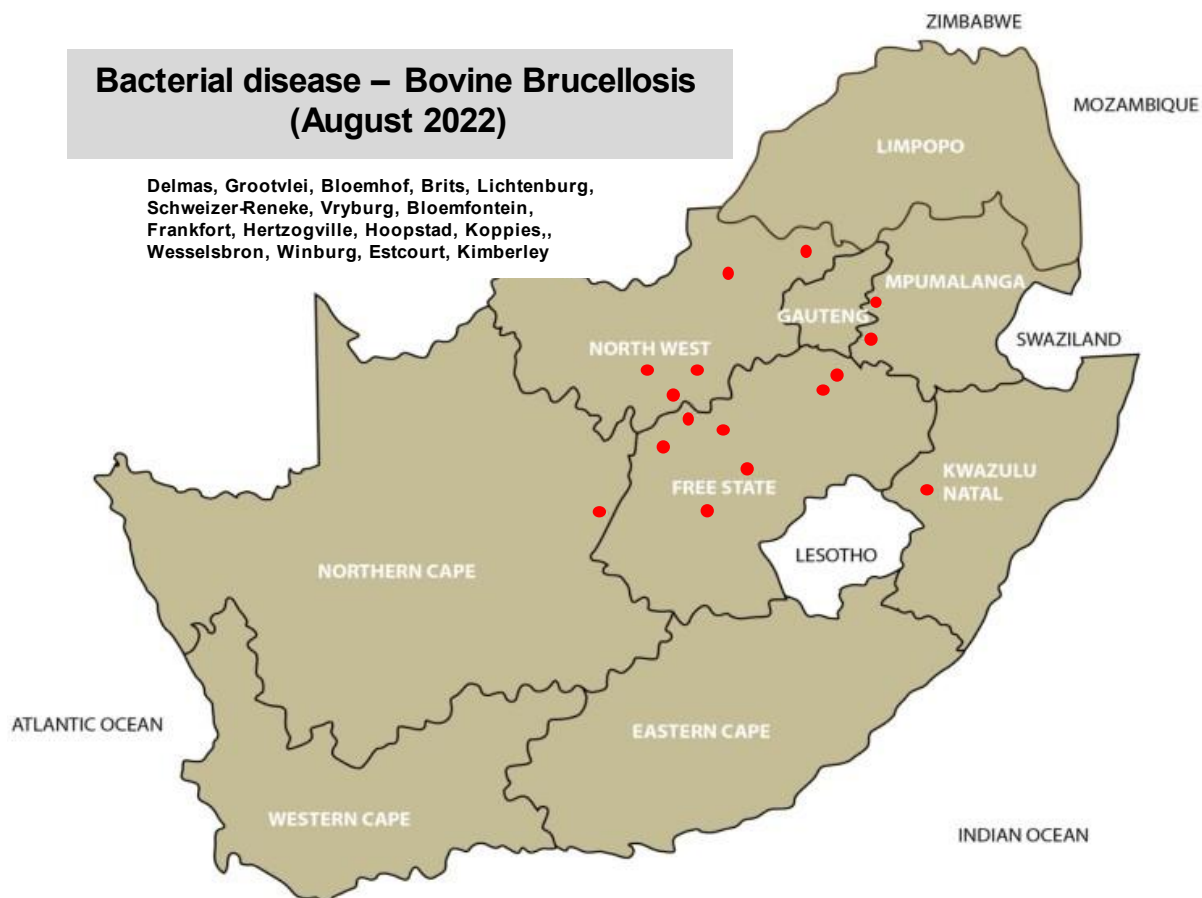 ZIMBABWE
Bacterial disease – Bovine Brucellosis
(August 2022)
MOZAMBIQUE
LIMPOPO
Delmas, Grootvlei, Bloemhof, Brits, Lichtenburg,
Schweizer-Reneke, Vryburg, Bloemfontein,
Frankfort, Hertzogville, Hoopstad, Koppies,,
Wesselsbron, Winburg, Estcourt, Kimberley
MPUMALANGA
GAUTENG
SWAZILAND
NORTH WEST
KWAZULU
NATAL
FREE STATE
LESOTHO
NORTHERN CAPE
ATLANTIC OCEAN
EASTERN CAPE
WESTERN CAPE
INDIAN OCEAN